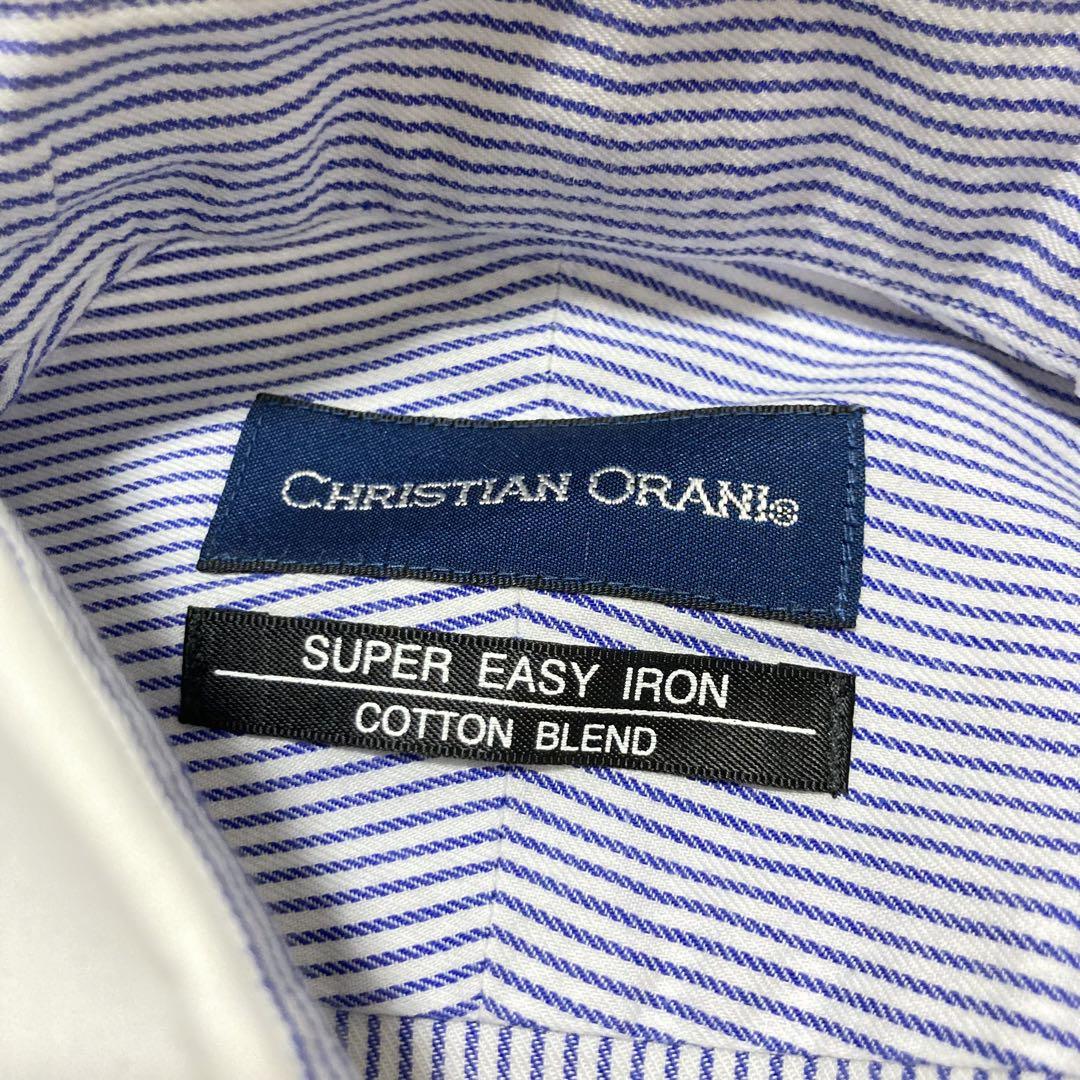 CHRISTIAN ORANI®
SUPER EASY IRON
COTTON BLEND